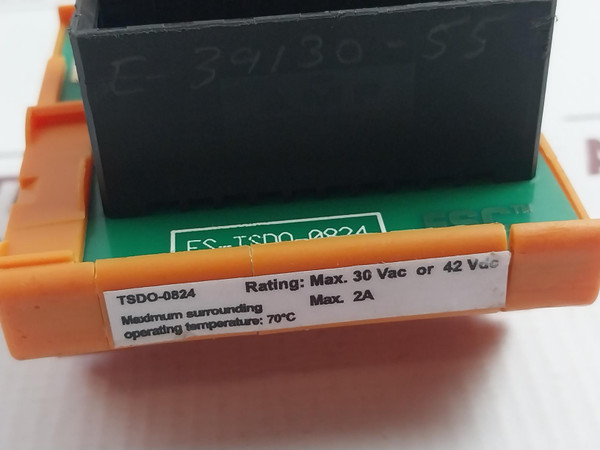 E-39130-55
FS-TSDO-0824
TSDO-0824
Rating: Max. 30 Vac or 42 Vdc
Max. 2A
Maximum surrounding
operating temperature: 70°C